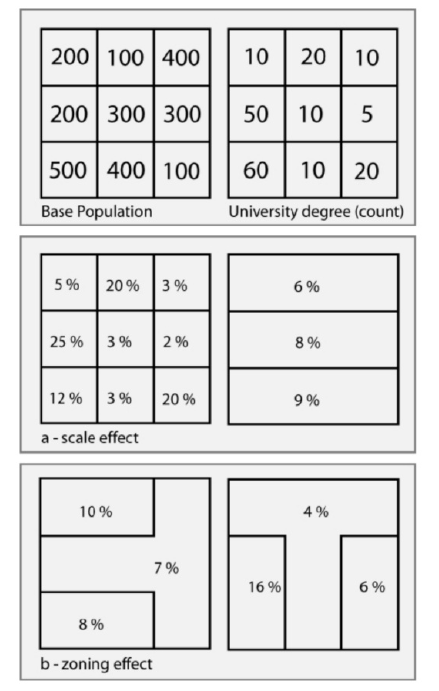 200 100 400 10 20 10
200 300 300 50 10 5
500 400 100 60 10 20
Base Population University degree (count)
5 % 20 % 3 % 6 %
25 % 3 % 2 % 8 %
12 % 3 % 20 % 9 %
a - scale effect
10 % 4 %
7 % 16 % 6 %
8 %
b - zoning effect